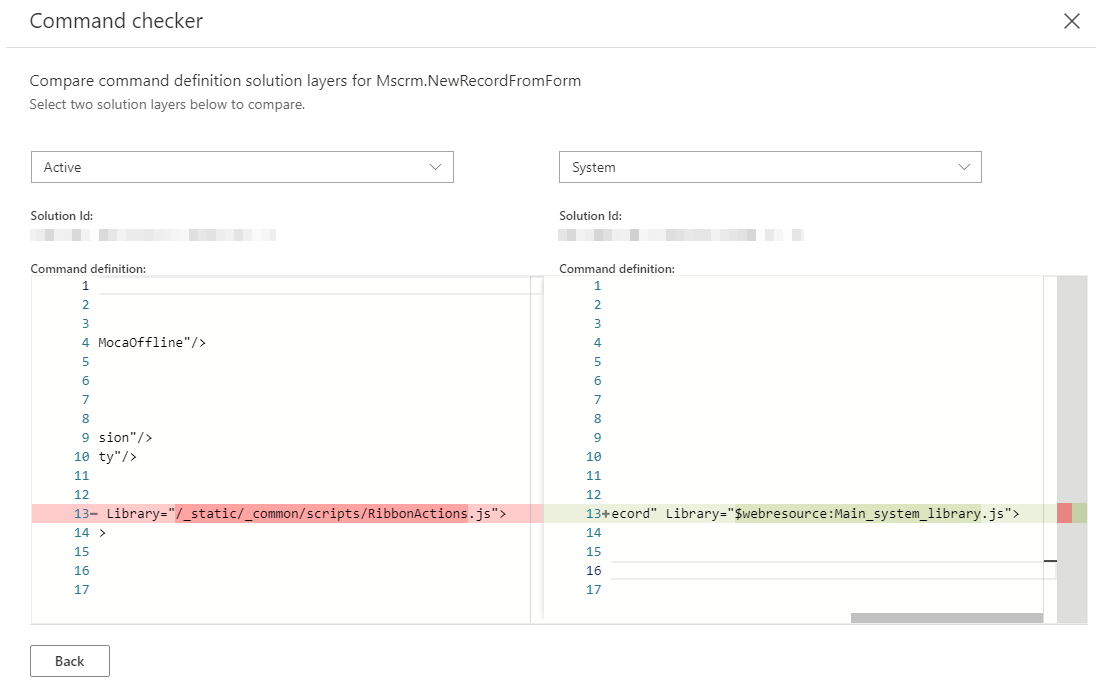 Command checker
Compare command definition solution layers for Mscrm.NewRecordFromForm
Select two solution layers below to compare.
Active
System
Solution Id:
Solution Id:
Command definition:
Command definition:
1
2
3
4 MocaOffline"/>
5
6
7
8
9 sion"/>
10 ty"/>
11
12
13− Library="/_static/_common/scripts/RibbonActions.js">
14 >
15
16
17
1
2
3
4
5
6
7
8
9
10
11
12
13+ecord" Library="$webresource:Main_system_library.js">
14
15
16
17
Back